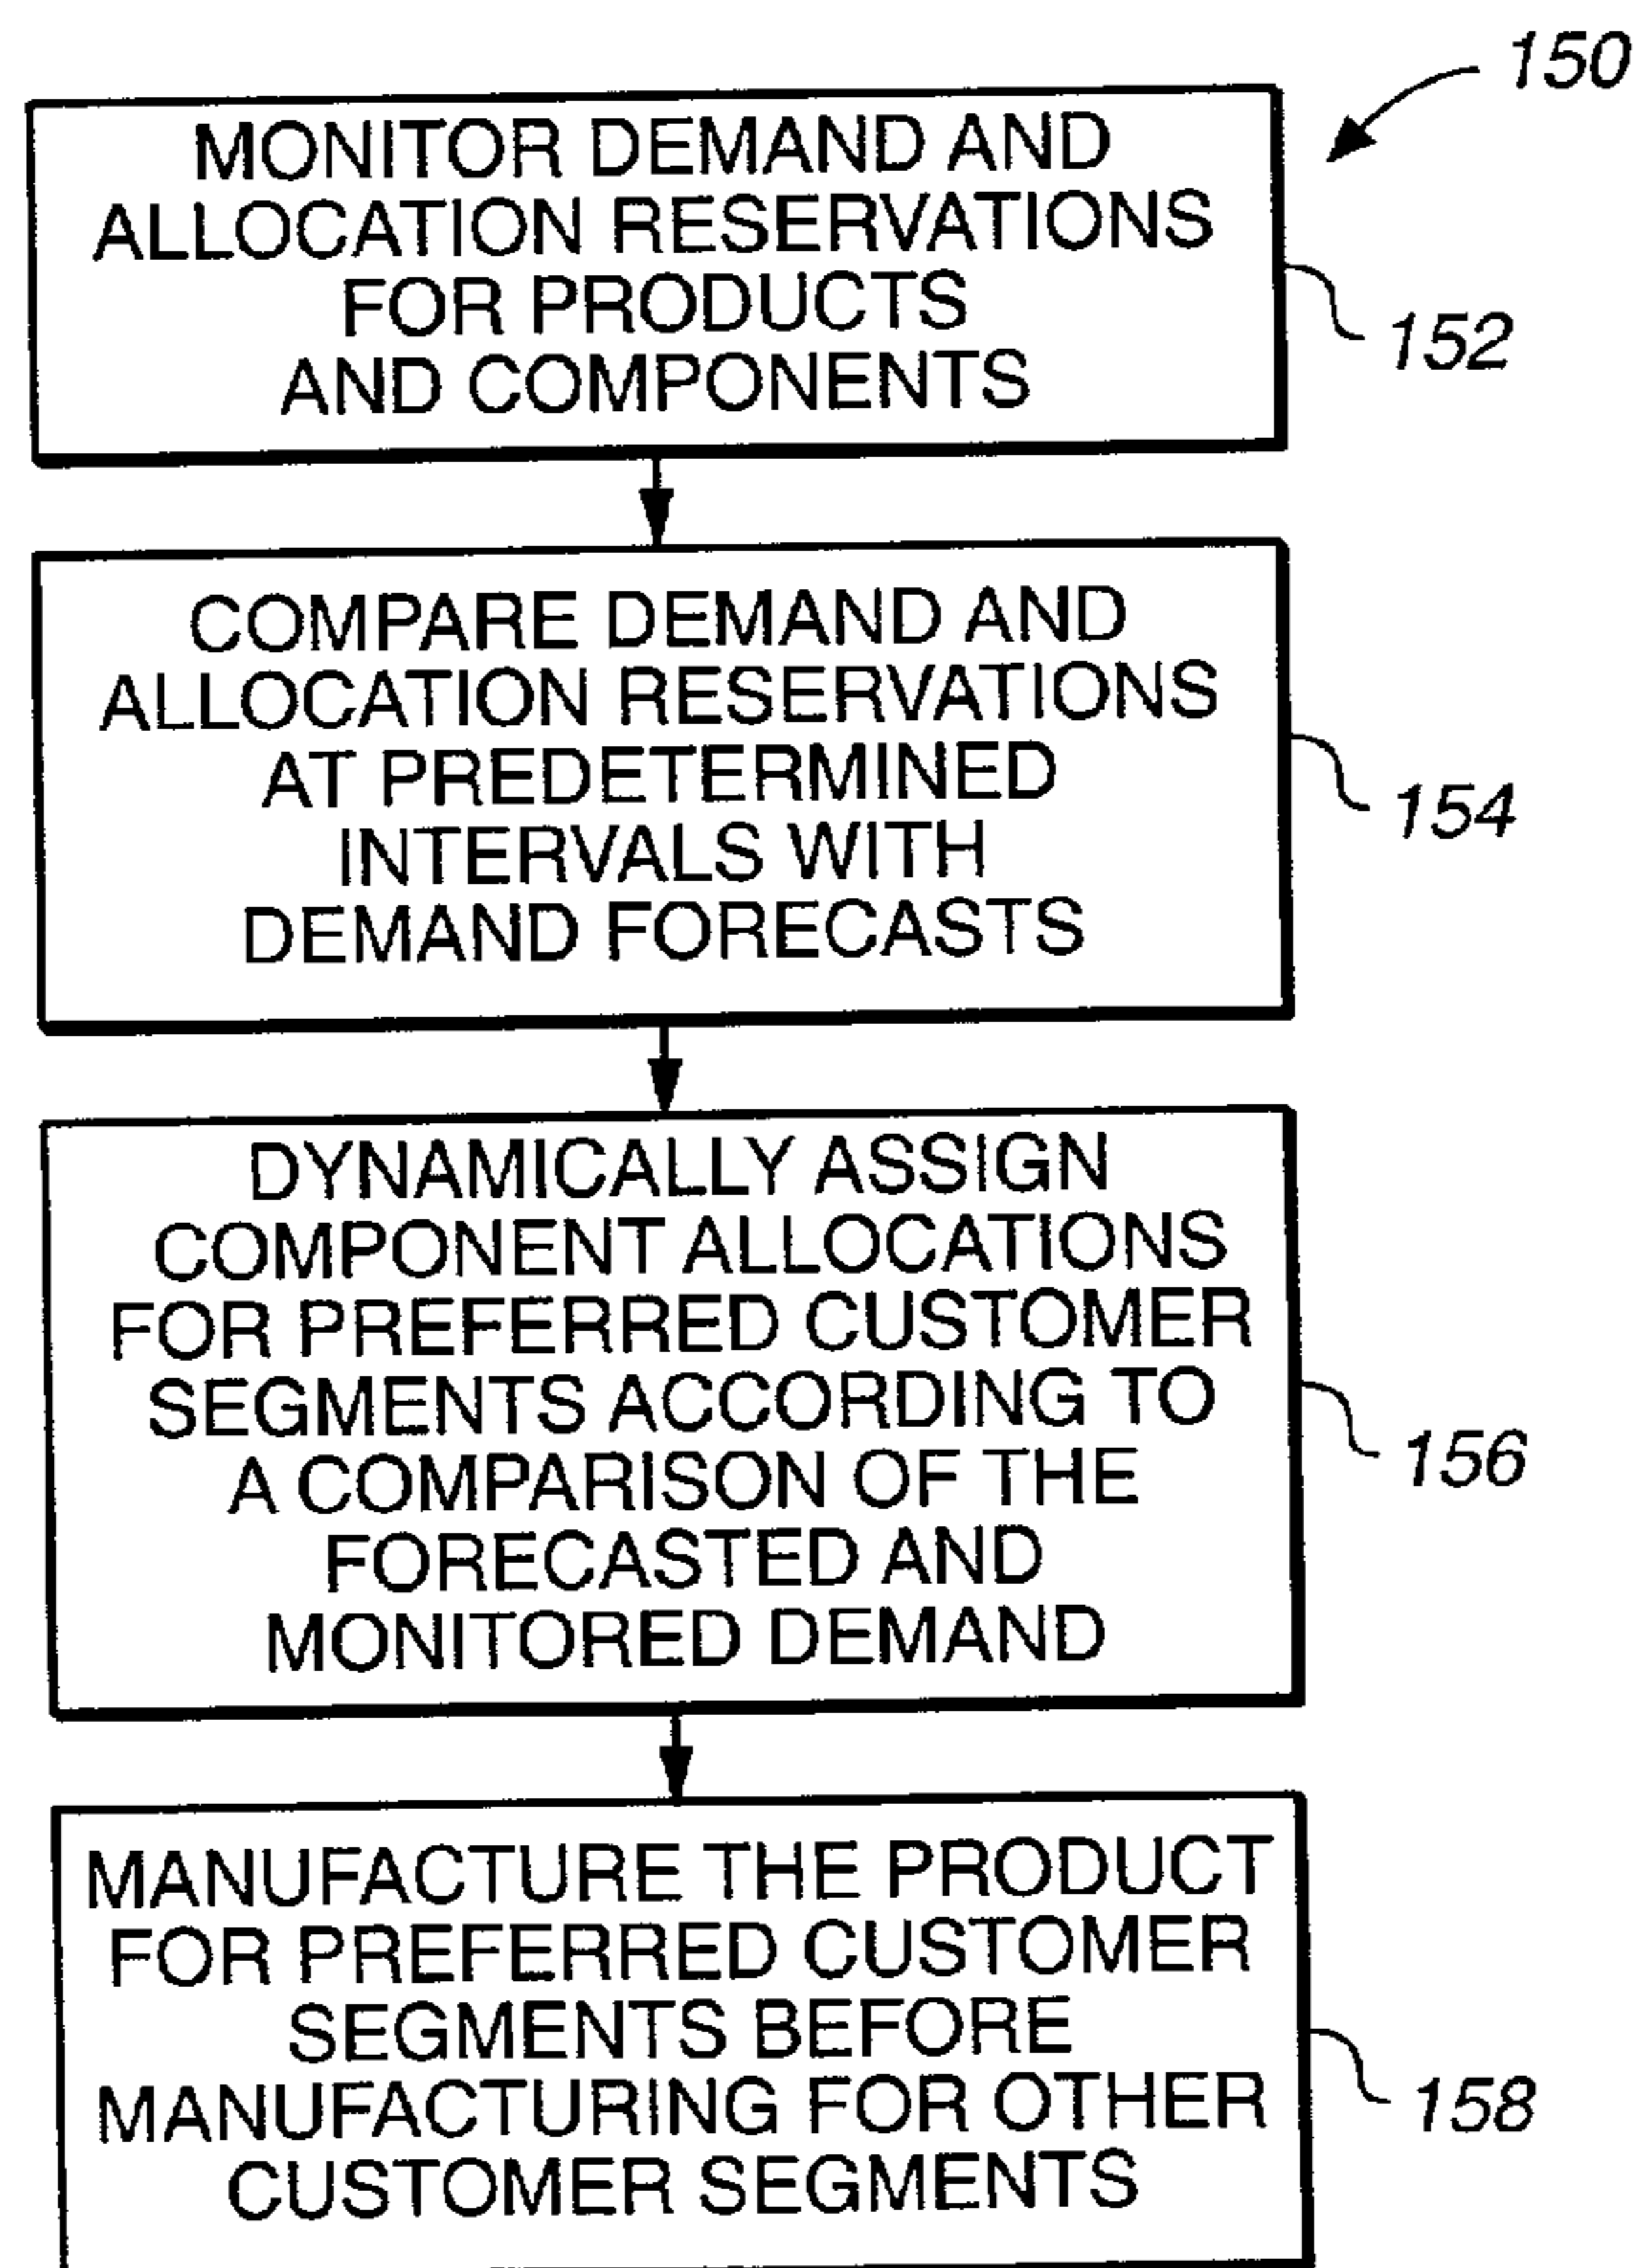 150
MONITOR DEMAND AND
ALLOCATION RESERVATIONS
FOR PRODUCTS
AND COMPONENTS
152
COMPARE DEMAND AND
ALLOCATION RESERVATIONS
AT PREDETERMINED
INTERVALS WITH
DEMAND FORECASTS
154
DYNAMICALLY ASSIGN
COMPONENT ALLOCATIONS
FOR PREFERRED CUSTOMER
SEGMENTS ACCORDING TO
A COMPARISON OF THE
FORECASTED AND
MONITORED DEMAND
156
MANUFACTURE THE PRODUCT
FOR PREFERRED CUSTOMER
SEGMENTS BEFORE
MANUFACTURING FOR OTHER
CUSTOMER SEGMENTS
158